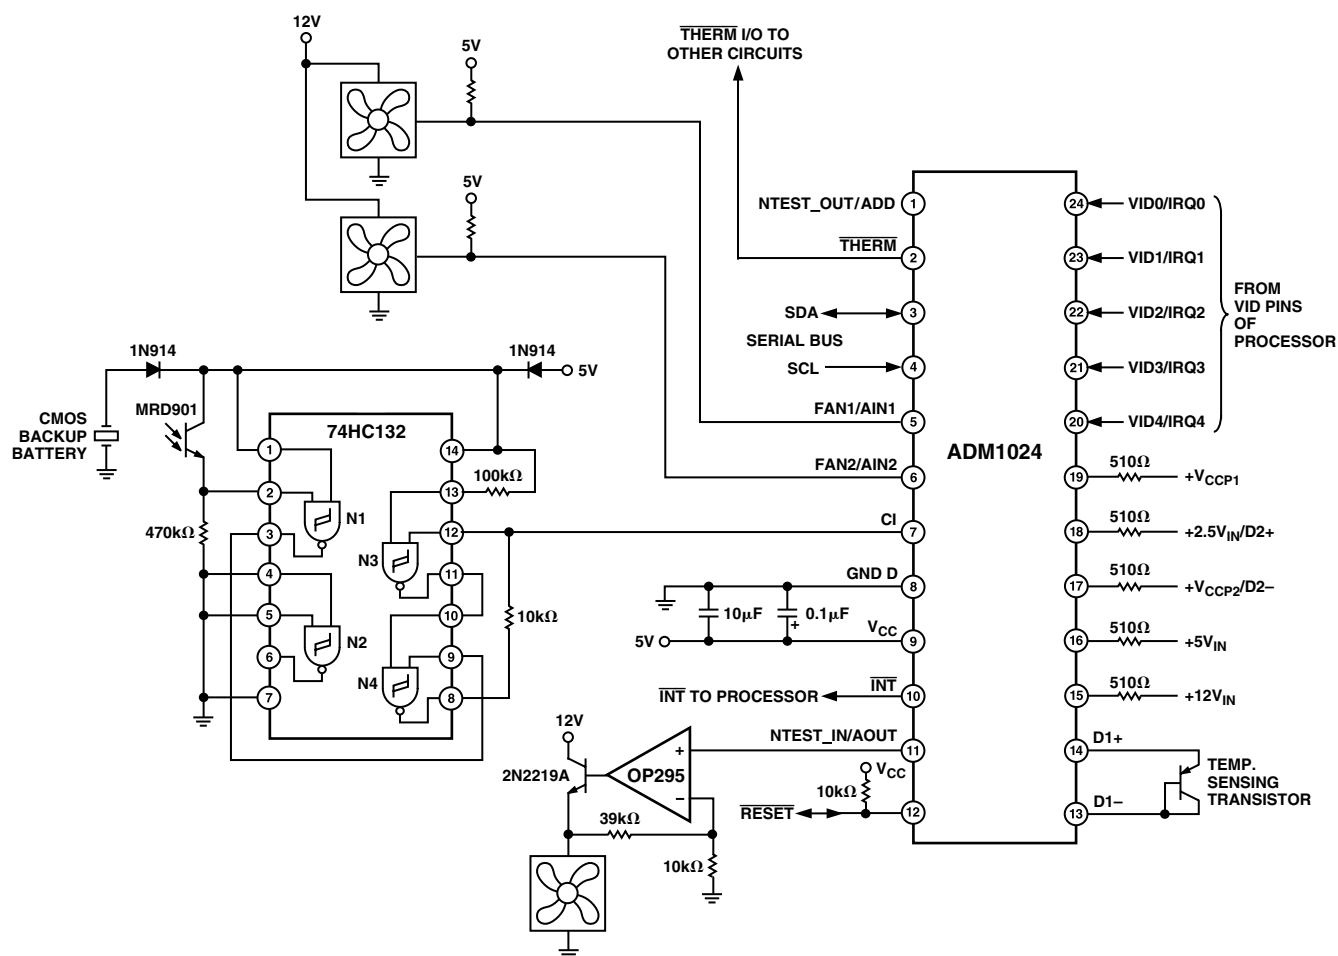 12V
5V
5V
THERM I/O TO
OTHER CIRCUITS
1N914
1N914
5V
MRD901
CMOS
BACKUP
BATTERY
470kΩ
74HC132
1
2
3
4
5
6
7
14
13
12
11
10
9
8
N1
N2
N3
N4
100kΩ
10kΩ
NTEST_OUT/ADD
THERM
SDA
SERIAL BUS
SCL
FAN1/AIN1
FAN2/AIN2
CI
GND D
10µF
0.1µF
+
5V
VCC
INT TO PROCESSOR
INT
NTEST_IN/AOUT
VCC
10kΩ
RESET
12V
2N2219A
OP295
+
–
39kΩ
10kΩ
ADM1024
1
2
3
4
5
6
7
8
9
10
11
12
24
23
22
21
20
19
18
17
16
15
14
13
VID0/IRQ0
VID1/IRQ1
VID2/IRQ2
VID3/IRQ3
VID4/IRQ4
FROM
VID PINS
OF
PROCESSOR
510Ω
+VCCP1
510Ω
+2.5VIN/D2+
510Ω
+VCCP2/D2–
510Ω
+5VIN
510Ω
+12VIN
D1+
D1–
TEMP.
SENSING
TRANSISTOR